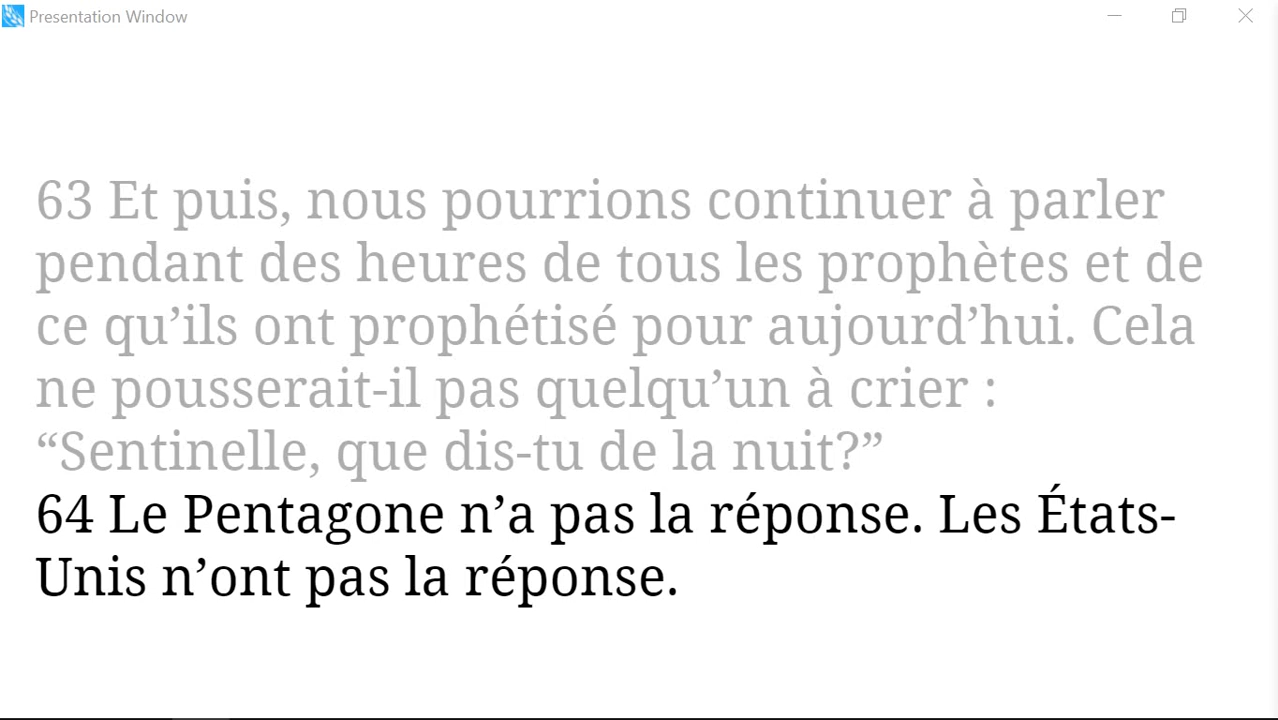 Presentation Window
63 Et puis, nous pourrions continuer à parler
pendant des heures de tous les prophètes et de
ce qu’ils ont prophétisé pour aujourd’hui. Cela
ne pousserait-il pas quelqu’un à crier :
“Sentinelle, que dis-tu de la nuit?”
64 Le Pentagone n’a pas la réponse. Les États-
Unis n’ont pas la réponse.